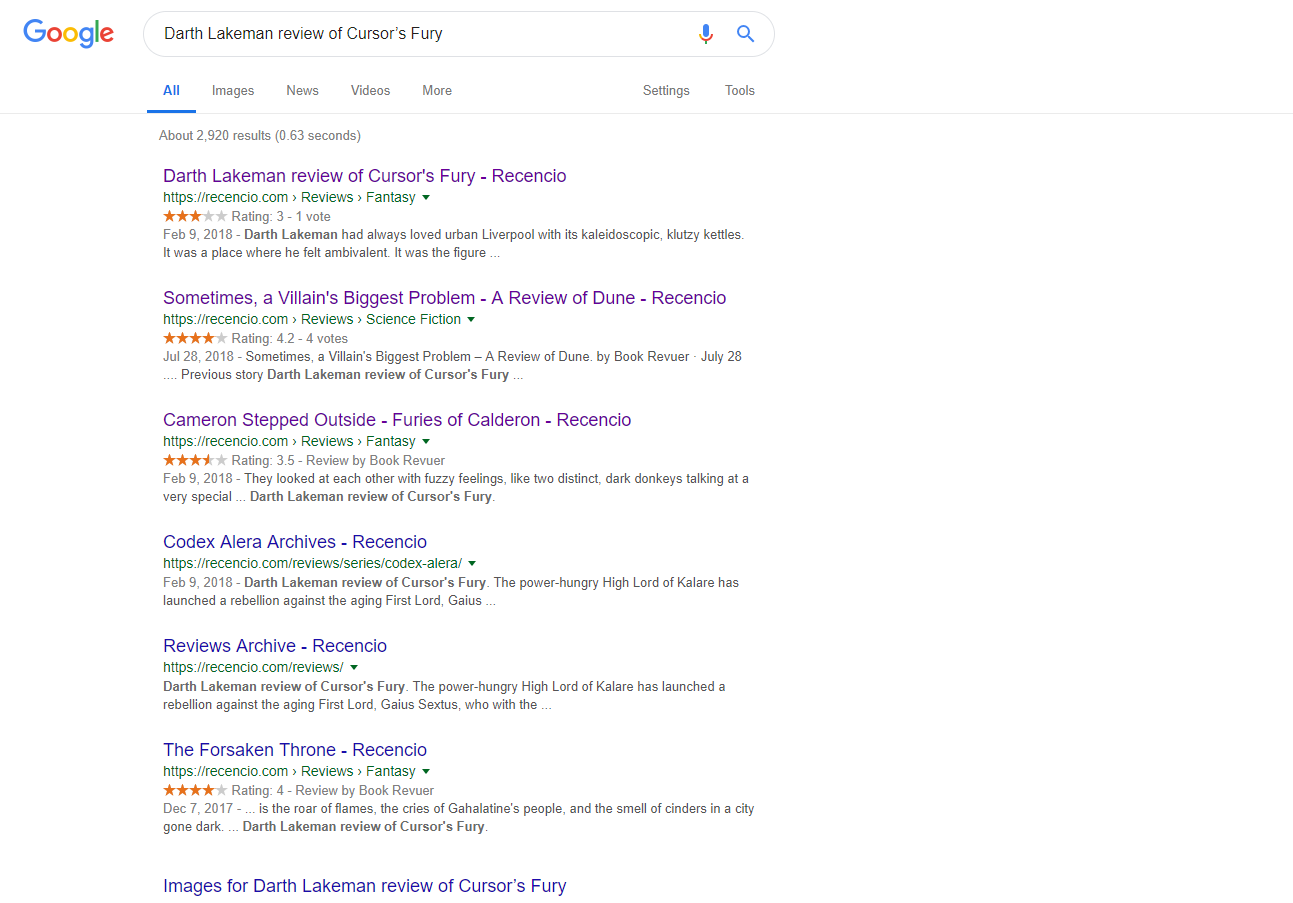 Google
Darth Lakeman review of Cursor’s Fury
All Images News Videos More Settings Tools
About 2,920 results (0.63 seconds)
Darth Lakeman review of Cursor's Fury - Recencio
https://recencio.com › Reviews › Fantasy
Rating: 3 - 1 vote
Feb 9, 2018 - Darth Lakeman had always loved urban Liverpool with its kaleidoscopic, klutzy kettles.
It was a place where he felt ambivalent. It was the figure ...
Sometimes, a Villain's Biggest Problem - A Review of Dune - Recencio
https://recencio.com › Reviews › Science Fiction
Rating: 4.2 - 4 votes
Jul 28, 2018 - Sometimes, a Villain's Biggest Problem – A Review of Dune. by Book Revuer · July 28
.... Previous story Darth Lakeman review of Cursor's Fury ...
Cameron Stepped Outside - Furies of Calderon - Recencio
https://recencio.com › Reviews › Fantasy
Rating: 3.5 - Review by Book Revuer
Feb 9, 2018 - They looked at each other with fuzzy feelings, like two distinct, dark donkeys talking at a
very special ... Darth Lakeman review of Cursor's Fury.
Codex Alera Archives - Recencio
https://recencio.com/reviews/series/codex-alera/
Feb 9, 2018 - Darth Lakeman review of Cursor's Fury. The power-hungry High Lord of Kalare has
launched a rebellion against the aging First Lord, Gaius ...
Reviews Archive - Recencio
https://recencio.com/reviews/
Darth Lakeman review of Cursor's Fury. The power-hungry High Lord of Kalare has launched a
rebellion against the aging First Lord, Gaius Sextus, who with the ...
The Forsaken Throne - Recencio
https://recencio.com › Reviews › Fantasy
Rating: 4 - Review by Book Revuer
Dec 7, 2017 - ... is the roar of flames, the cries of Gahalatine's people, and the smell of cinders in a city
gone dark. ... Darth Lakeman review of Cursor's Fury.
Images for Darth Lakeman review of Cursor’s Fury